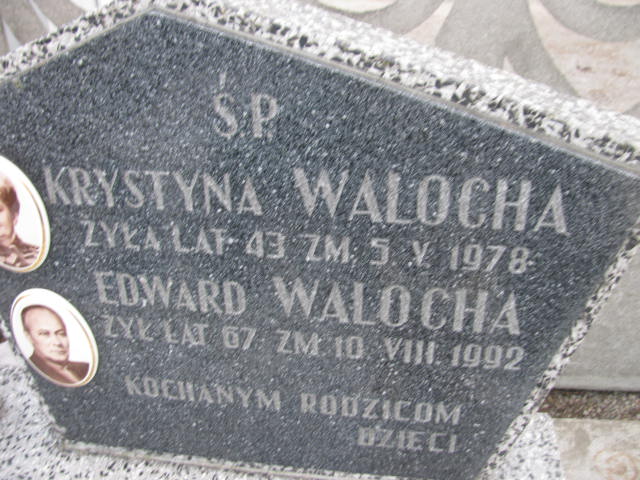 Ś.P.
KRYSTYNA WALOCHA
ŻYŁA LAT 43 ZM. 5 V 1978
EDWARD WALOCHA
ŻYŁ LAT 67 ZM. 10 VIII 1992
KOCHANYM RODZICOM
DZIECI